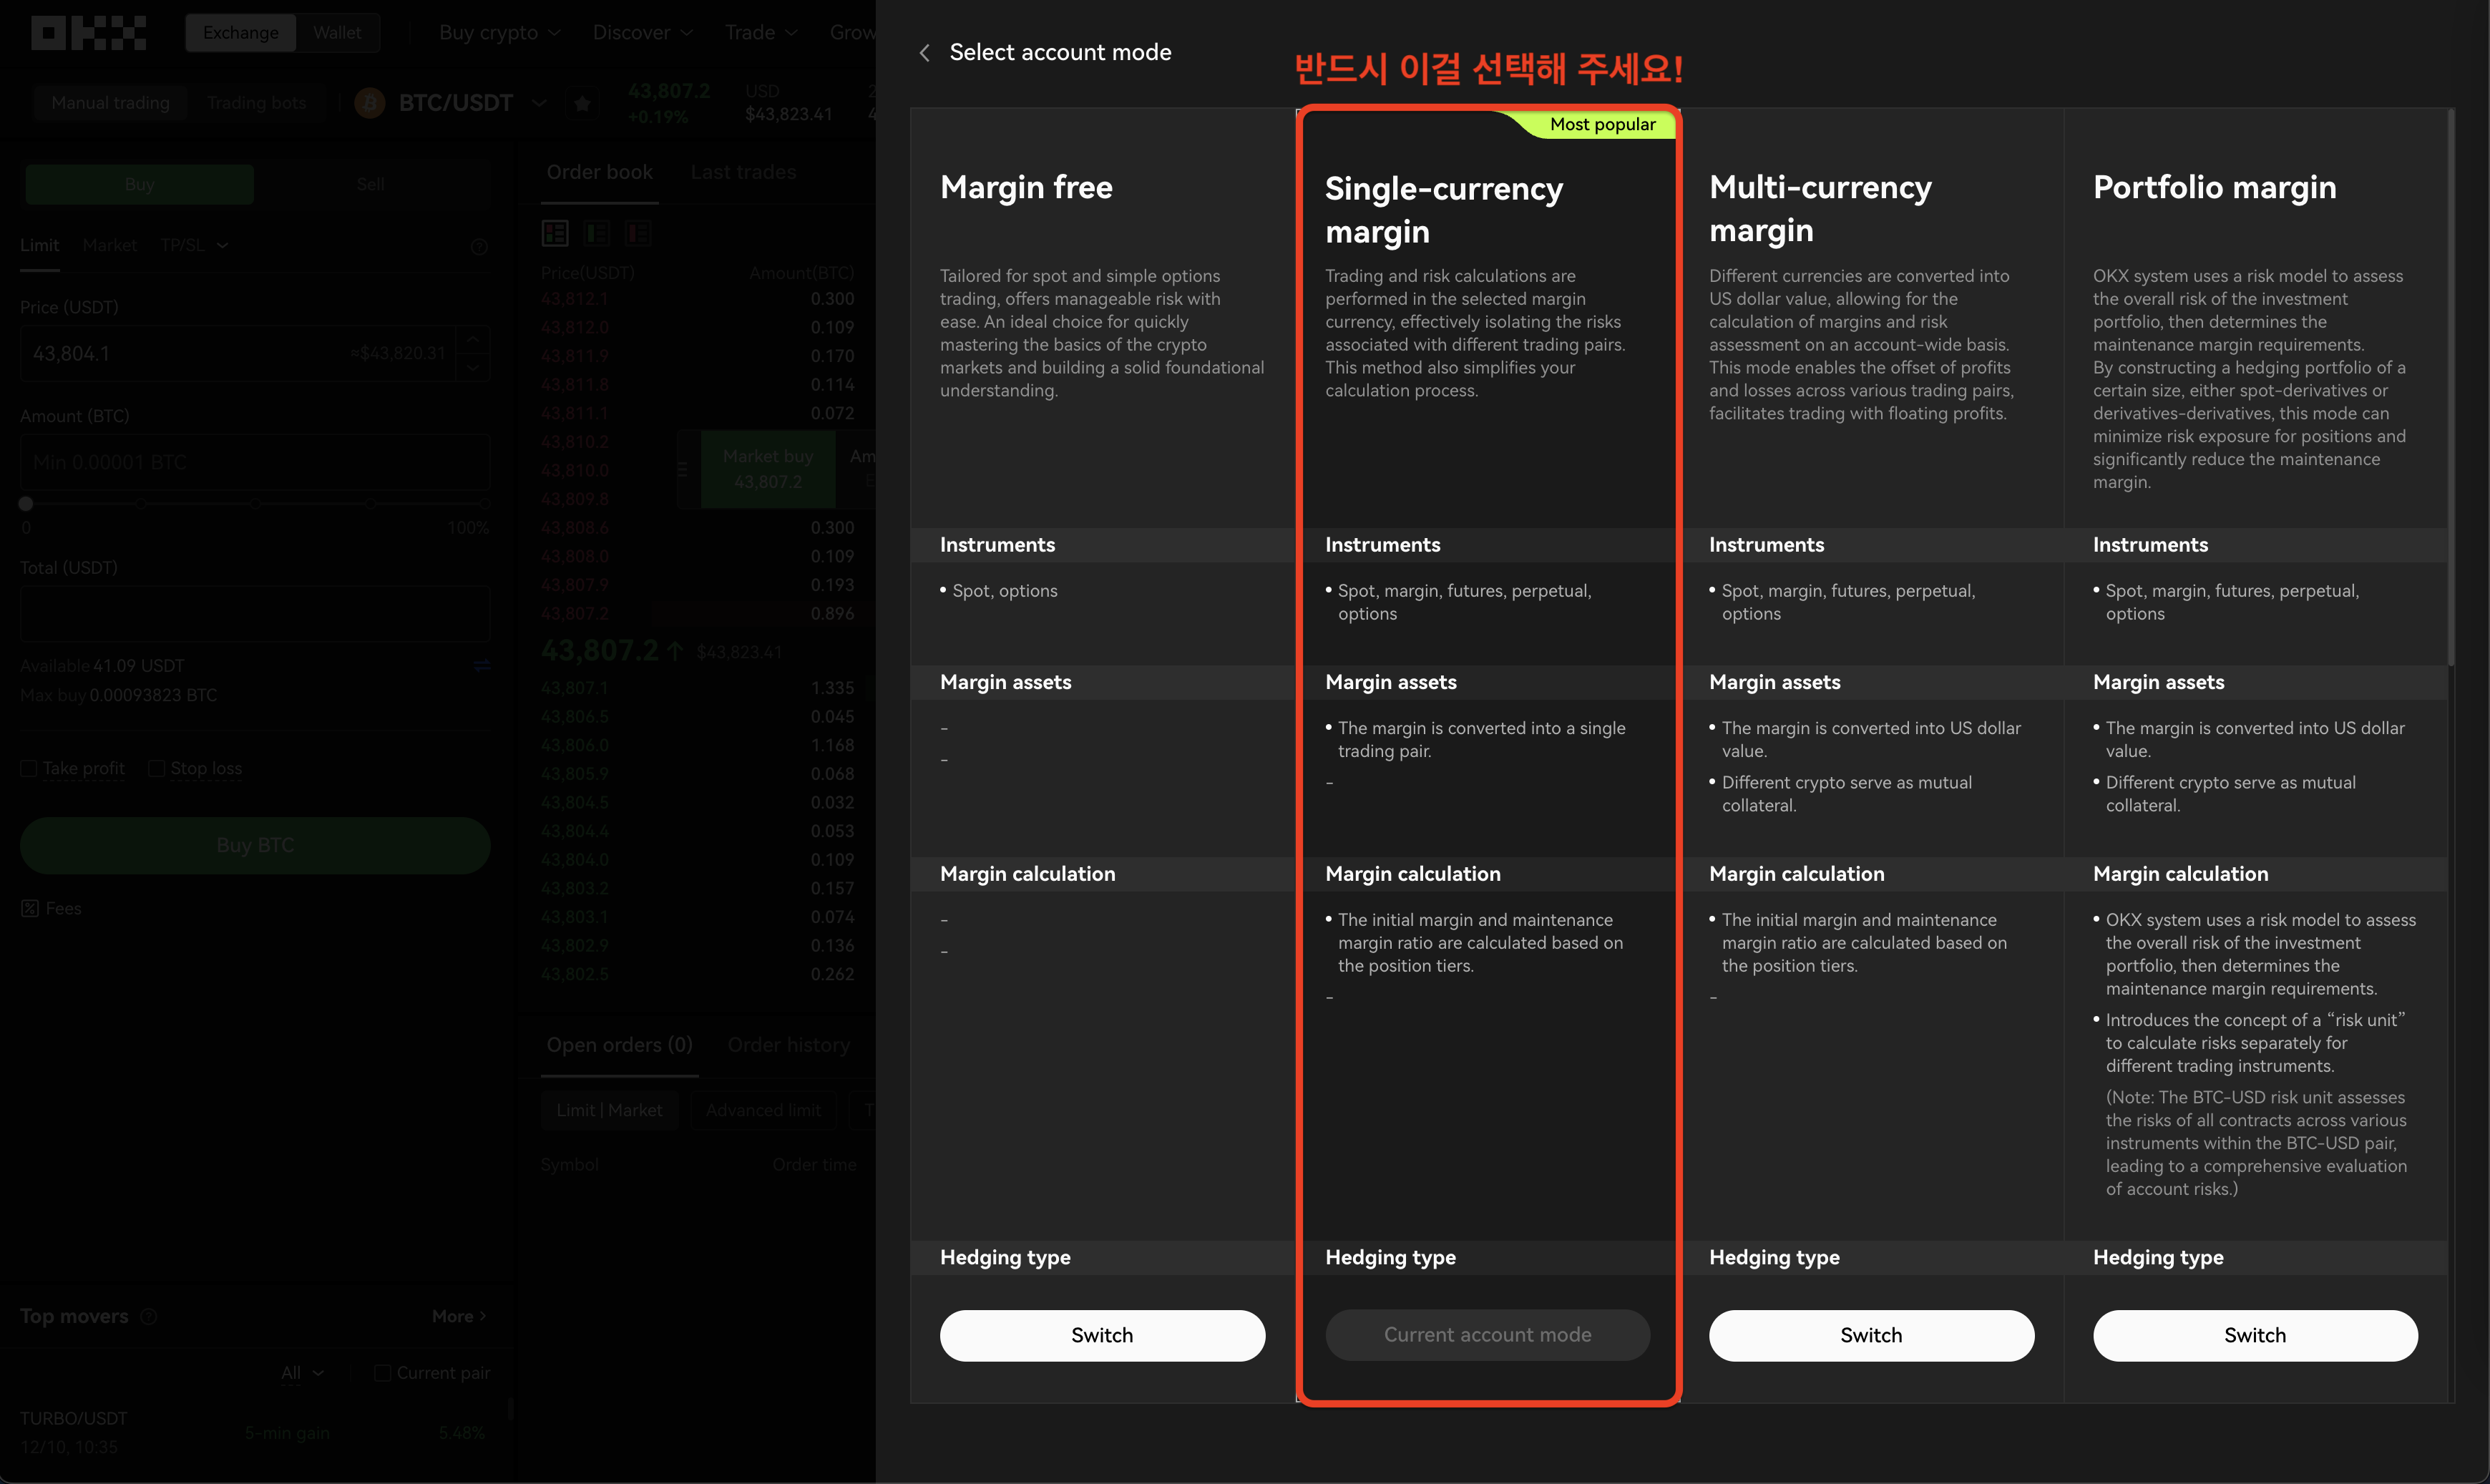 OKX
Exchange
Wallet
Buy crypto
Discover
Trade
Grow
Manual trading
Trading bots
BTC/USDT
43,807.2
+0.19%
USD
$43,823.41
2
4
Buy
Sell
Limit
Market
TP/SL
Price (USDT)
43,804.1
≈$43,820.31
Amount (BTC)
Min 0.00001 BTC
0
100%
Total (USDT)
Available 41.09 USDT
Max buy 0.00093823 BTC
Take profit
Stop loss
Buy BTC
Fees
Top movers
More
All
Current pair
TURBO/USDT
12/10, 10:35
5-min gain
5.48%
Order book
Last trades
Price(USDT)
Amount(BTC)
43,812.1 0.300
43,812.0 0.109
43,811.9 0.170
43,811.8 0.114
43,811.1 0.072
43,810.2
43,810.0
43,809.8
Market buy
43,807.2
Am
43,808.6 0.300
43,808.0 0.109
43,807.9 0.193
43,807.2 0.896
43,807.2 ↑ $43,823.41
43,807.1 1.335
43,806.5 0.045
43,806.0 1.168
43,805.9 0.068
43,804.5 0.032
43,804.4 0.053
43,804.0 0.109
43,803.2 0.157
43,803.1 0.074
43,802.9 0.136
43,802.5 0.262
Open orders (0)
Order history
Limit | Market
Advanced limit
T
Symbol
Order time
Select account mode
반드시 이걸 선택해 주세요!
Margin free
Tailored for spot and simple options
trading, offers manageable risk with
ease. An ideal choice for quickly
mastering the basics of the crypto
markets and building a solid foundational
understanding.
Instruments
• Spot, options
Margin assets
-
-
Margin calculation
-
-
Hedging type
Switch
Most popular
Single-currency
margin
Trading and risk calculations are
performed in the selected margin
currency, effectively isolating the risks
associated with different trading pairs.
This method also simplifies your
calculation process.
Instruments
• Spot, margin, futures, perpetual,
options
Margin assets
• The margin is converted into a single
trading pair.
-
Margin calculation
• The initial margin and maintenance
margin ratio are calculated based on
the position tiers.
-
Hedging type
Current account mode
Multi-currency
margin
Different currencies are converted into
US dollar value, allowing for the
calculation of margins and risk
assessment on an account-wide basis.
This mode enables the offset of profits
and losses across various trading pairs,
facilitates trading with floating profits.
Instruments
• Spot, margin, futures, perpetual,
options
Margin assets
• The margin is converted into US dollar
value.
• Different crypto serve as mutual
collateral.
Margin calculation
• The initial margin and maintenance
margin ratio are calculated based on
the position tiers.
-
Hedging type
Switch
Portfolio margin
OKX system uses a risk model to assess
the overall risk of the investment
portfolio, then determines the
maintenance margin requirements.
By constructing a hedging portfolio of a
certain size, either spot-derivatives or
derivatives-derivatives, this mode can
minimize risk exposure for positions and
significantly reduce the maintenance
margin.
Instruments
• Spot, margin, futures, perpetual,
options
Margin assets
• The margin is converted into US dollar
value.
• Different crypto serve as mutual
collateral.
Margin calculation
• OKX system uses a risk model to assess
the overall risk of the investment
portfolio, then determines the
maintenance margin requirements.
• Introduces the concept of a “risk unit”
to calculate risks separately for
different trading instruments.
(Note: The BTC-USD risk unit assesses
the risks of all contracts across various
instruments within the BTC-USD pair,
leading to a comprehensive evaluation
of account risks.)
Hedging type
Switch